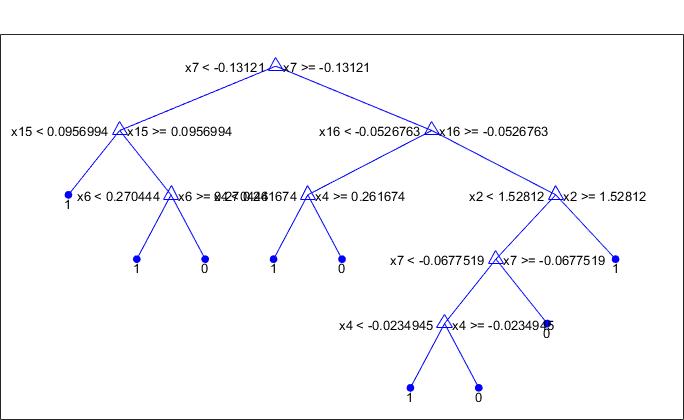 x7 < -0.13121 x7 >= -0.13121
x15 < 0.0956994 x15 >= 0.0956994 x16 < -0.0526763 x16 >= -0.0526763
1 x6 < 0.270444 x6 >= 0.270444 x4 < 0.261674 x4 >= 0.261674 x2 < 1.52812 x2 >= 1.52812
1 0 1 0 x7 < -0.0677519 x7 >= -0.0677519 1
x4 < -0.0234945 x4 >= -0.0234945 0
1 0